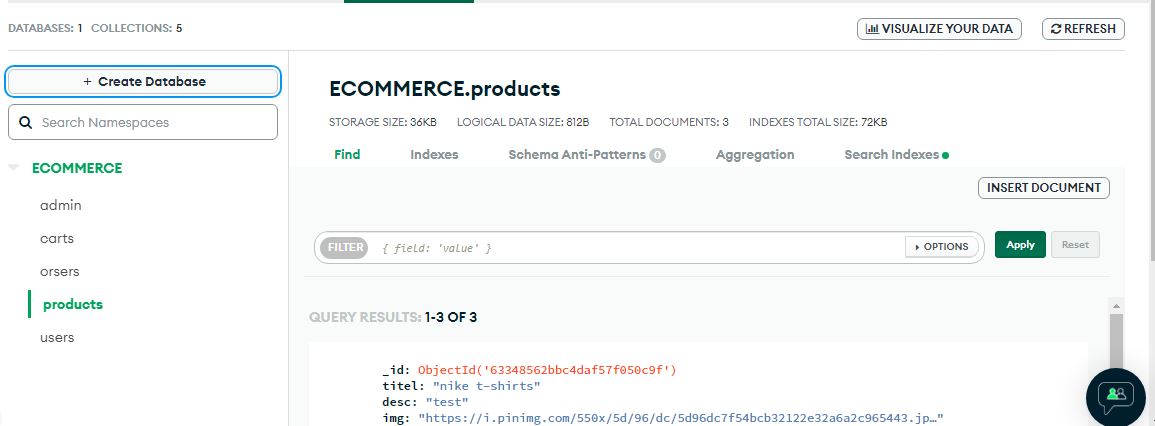 DATABASES: 1 COLLECTIONS: 5
VISUALIZE YOUR DATA
REFRESH
+ Create Database
Search Namespaces
ECOMMERCE
admin
carts
orsers
products
users
ECOMMERCE.products
STORAGE SIZE: 36KB LOGICAL DATA SIZE: 812B TOTAL DOCUMENTS: 3 INDEXES TOTAL SIZE: 72KB
Find Indexes Schema Anti-Patterns 0 Aggregation Search Indexes
INSERT DOCUMENT
FILTER { field: 'value' } OPTIONS Apply Reset
QUERY RESULTS: 1-3 OF 3
_id: ObjectId('63348562bbc4daf57f050c9f')
titel: "nike t-shirts"
desc: "test"
img: "https://i.pinimg.com/550x/5d/96/dc/5d96dc7f54bcb32122e32a6a2c965443.jp…"